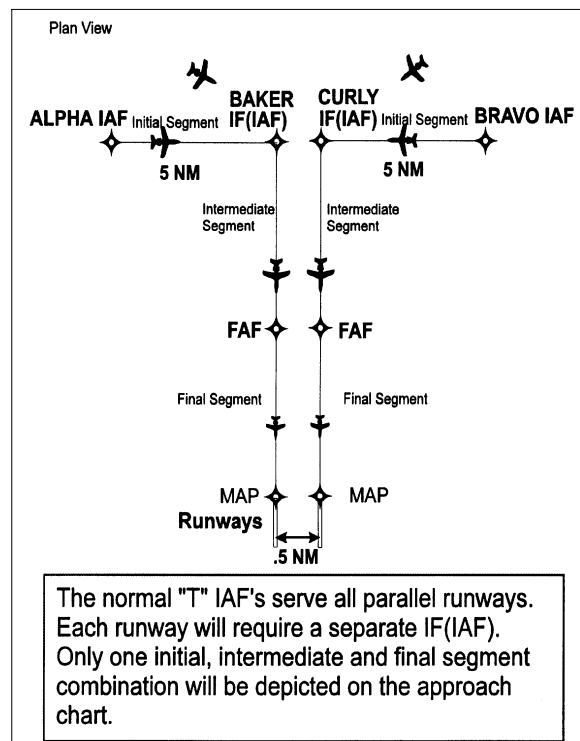 Plan View
BAKER
IF(IAF)
CURLY
IF(IAF)
ALPHA IAF
Initial Segment
Initial Segment
BRAVO IAF
5 NM
5 NM
Intermediate
Segment
Intermediate
Segment
FAF
FAF
Final Segment
Final Segment
MAP
MAP
Runways
.5 NM
The normal "T" IAF's serve all parallel runways.
Each runway will require a separate IF(IAF).
Only one initial, intermediate and final segment
combination will be depicted on the approach
chart.